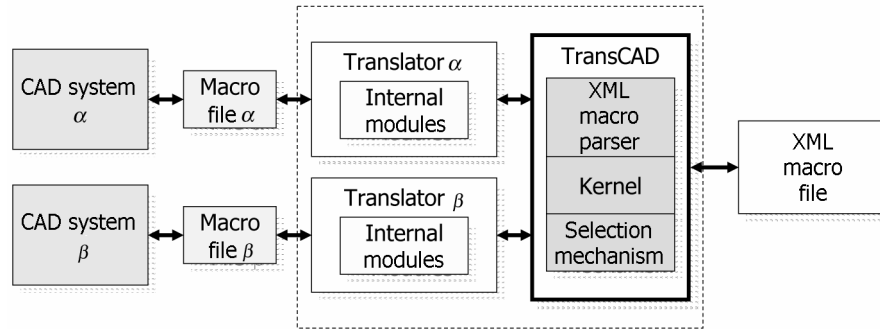 CAD system
α
Macro
file α
Translator α
Internal
modules
TransCAD
XML
macro
parser
Kernel
Selection
mechanism
XML
macro
file
CAD system
β
Macro
file β
Translator β
Internal
modules